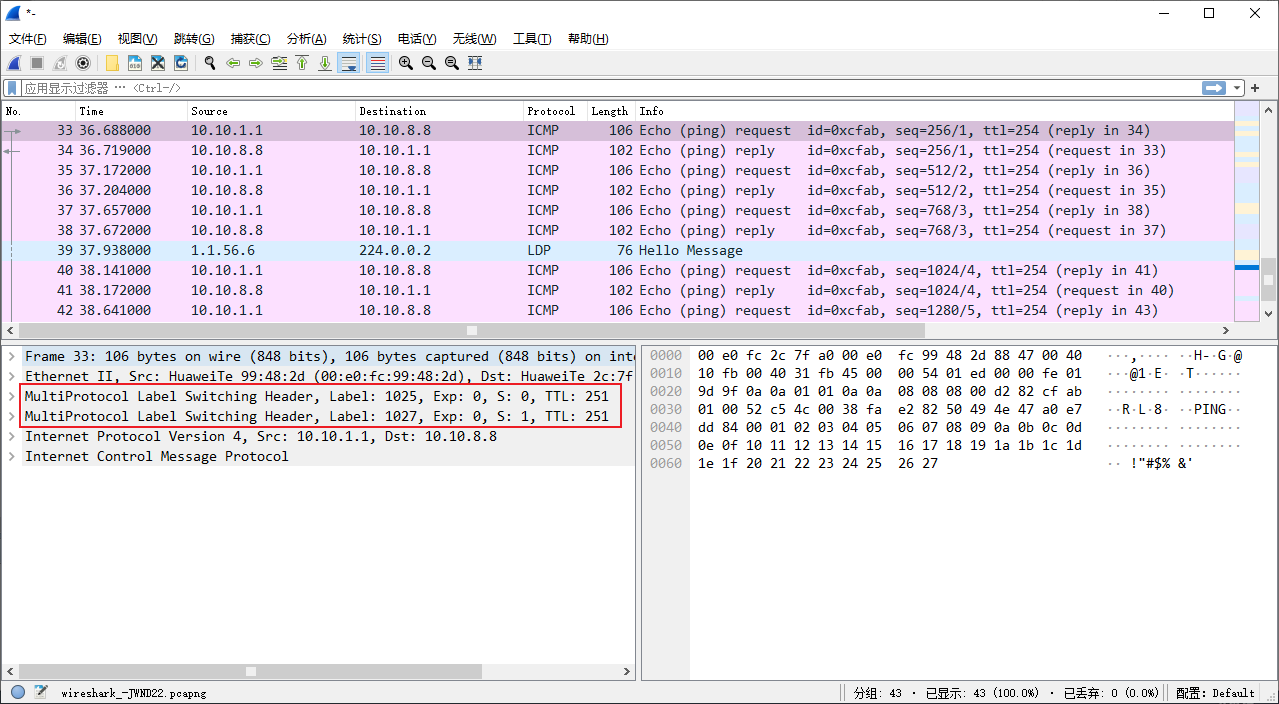 *-
文件(F) 编辑(E) 视图(V) 跳转(G) 捕获(C) 分析(A) 统计(S) 电话(Y) 无线(W) 工具(T) 帮助(H)
应用显示过滤器 … <Ctrl-/>
No. Time Source Destination Protocol Length Info
33 36.688000 10.10.1.1 10.10.8.8 ICMP 106 Echo (ping) request id=0xcfab, seq=256/1, ttl=254 (reply in 34)
34 36.719000 10.10.8.8 10.10.1.1 ICMP 102 Echo (ping) reply id=0xcfab, seq=256/1, ttl=254 (request in 33)
35 37.172000 10.10.1.1 10.10.8.8 ICMP 106 Echo (ping) request id=0xcfab, seq=512/2, ttl=254 (reply in 36)
36 37.204000 10.10.8.8 10.10.1.1 ICMP 102 Echo (ping) reply id=0xcfab, seq=512/2, ttl=254 (request in 35)
37 37.657000 10.10.1.1 10.10.8.8 ICMP 106 Echo (ping) request id=0xcfab, seq=768/3, ttl=254 (reply in 38)
38 37.672000 10.10.8.8 10.10.1.1 ICMP 102 Echo (ping) reply id=0xcfab, seq=768/3, ttl=254 (request in 37)
39 37.938000 1.1.56.6 224.0.0.2 LDP 76 Hello Message
40 38.141000 10.10.1.1 10.10.8.8 ICMP 106 Echo (ping) request id=0xcfab, seq=1024/4, ttl=254 (reply in 41)
41 38.172000 10.10.8.8 10.10.1.1 ICMP 102 Echo (ping) reply id=0xcfab, seq=1024/4, ttl=254 (request in 40)
42 38.641000 10.10.1.1 10.10.8.8 ICMP 106 Echo (ping) request id=0xcfab, seq=1280/5, ttl=254 (reply in 43)
Frame 33: 106 bytes on wire (848 bits), 106 bytes captured (848 bits) on inte
Ethernet II, Src: HuaweiTe 99:48:2d (00:e0:fc:99:48:2d), Dst: HuaweiTe 2c:7f
MultiProtocol Label Switching Header, Label: 1025, Exp: 0, S: 0, TTL: 251
MultiProtocol Label Switching Header, Label: 1027, Exp: 0, S: 1, TTL: 251
Internet Protocol Version 4, Src: 10.10.1.1, Dst: 10.10.8.8
Internet Control Message Protocol
0000 00 e0 fc 2c 7f a0 00 e0 fc 99 48 2d 88 47 00 40 ···,···· ··H-·G·@
0010 10 fb 00 40 31 fb 45 00 00 54 01 ed 00 00 fe 01 ···@1·E· ·T······
0020 9d 9f 0a 0a 01 01 0a 0a 08 08 08 00 d2 82 cf ab ········ ········
0030 01 00 52 c5 4c 00 38 fa e2 82 50 49 4e 47 a0 e7 ··R·L·8· ··PING··
0040 dd 84 00 01 02 03 04 05 06 07 08 09 0a 0b 0c 0d ········ ········
0050 0e 0f 10 11 12 13 14 15 16 17 18 19 1a 1b 1c 1d ········ ········
0060 1e 1f 20 21 22 23 24 25 26 27 ·· !"#$% &'
wireshark_-JWND22.pcapng 分组: 43 · 已显示: 43 (100.0%) · 已丢弃: 0 (0.0%) 配置: Default